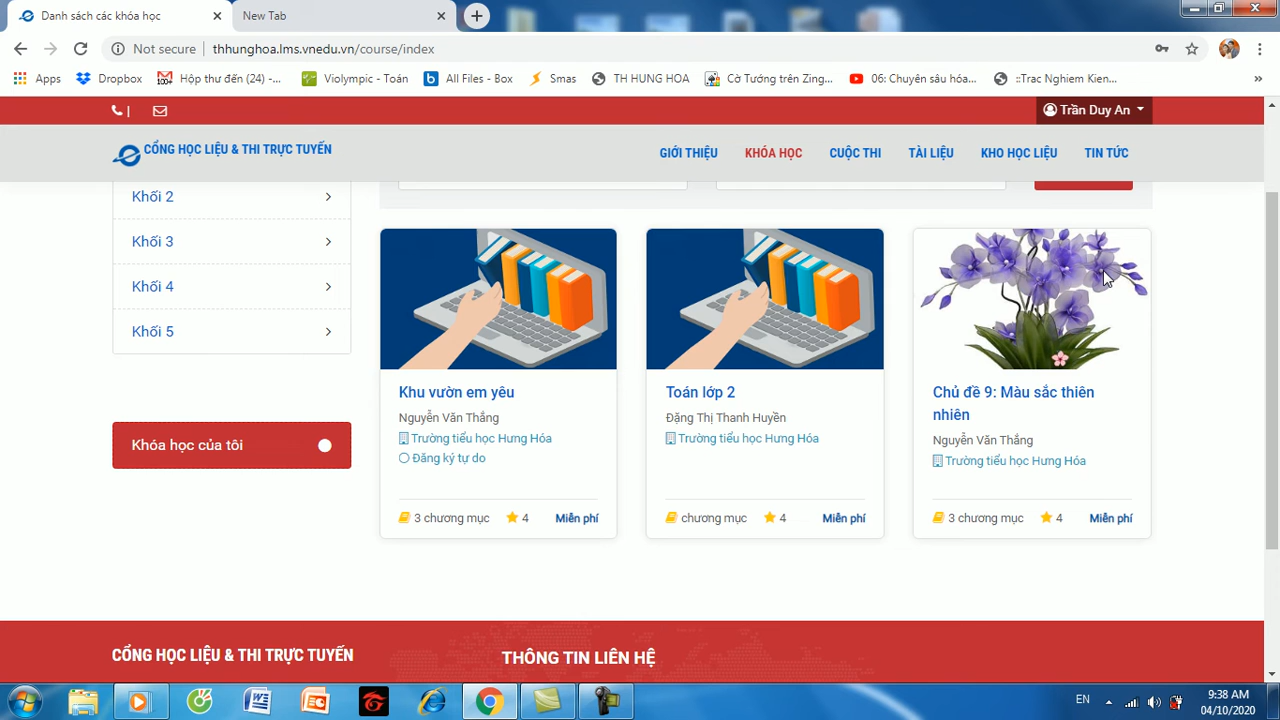 Danh sách các khóa học
New Tab
Not secure
thhunghoa.lms.vnedu.vn/course/index
Apps
Dropbox
100+
Hộp thư đến (24) -...
Violympic - Toán
All Files - Box
Smas
TH HUNG HOA
Cờ Tướng trên Zing...
06: Chuyên sâu hóa...
::Trac Nghiem Kien...
»
|
Trần Duy An
CỔNG HỌC LIỆU & THI TRỰC TUYẾN
GIỚI THIỆU
KHÓA HỌC
CUỘC THI
TÀI LIỆU
KHO HỌC LIỆU
TIN TỨC
Khối 2
Khối 3
Khối 4
Khối 5
Khóa học của tôi
Khu vườn em yêu
Nguyễn Văn Thắng
Trường tiểu học Hưng Hóa
Đăng ký tự do
3 chương mục
4
Miễn phí
Toán lớp 2
Đặng Thị Thanh Huyền
Trường tiểu học Hưng Hóa
chương mục
4
Miễn phí
Chủ đề 9: Màu sắc thiên
nhiên
Nguyễn Văn Thắng
Trường tiểu học Hưng Hóa
3 chương mục
4
Miễn phí
CỔNG HỌC LIỆU & THI TRỰC TUYẾN
THÔNG TIN LIÊN HỆ
EN
9:38 AM
04/10/2020